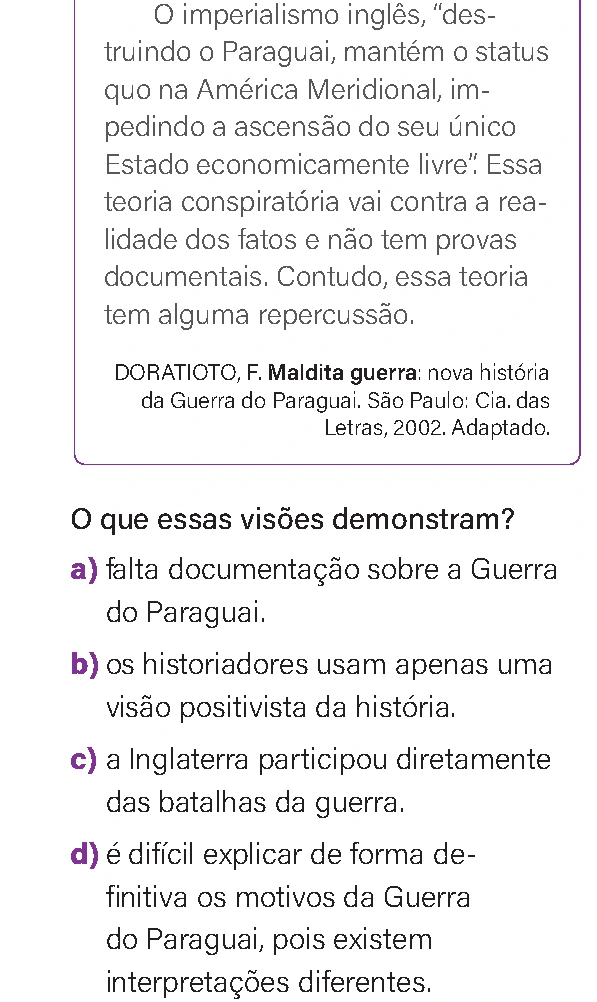 O imperialismo inglês, “des-
truindo o Paraguai, mantém o status
quo na América Meridional, im-
pedindo a ascensão do seu único
Estado economicamente livre”. Essa
teoria conspiratória vai contra a rea-
lidade dos fatos e não tem provas
documentais. Contudo, essa teoria
tem alguma repercussão.
DORATIOTO, F. Maldita guerra: nova história
da Guerra do Paraguai. São Paulo: Cia. das
Letras, 2002. Adaptado.
O que essas visões demonstram?
a) falta documentação sobre a Guerra
do Paraguai.
b) os historiadores usam apenas uma
visão positivista da história.
c) a Inglaterra participou diretamente
das batalhas da guerra.
d) é difícil explicar de forma de-
finitiva os motivos da Guerra
do Paraguai, pois existem
interpretações diferentes.